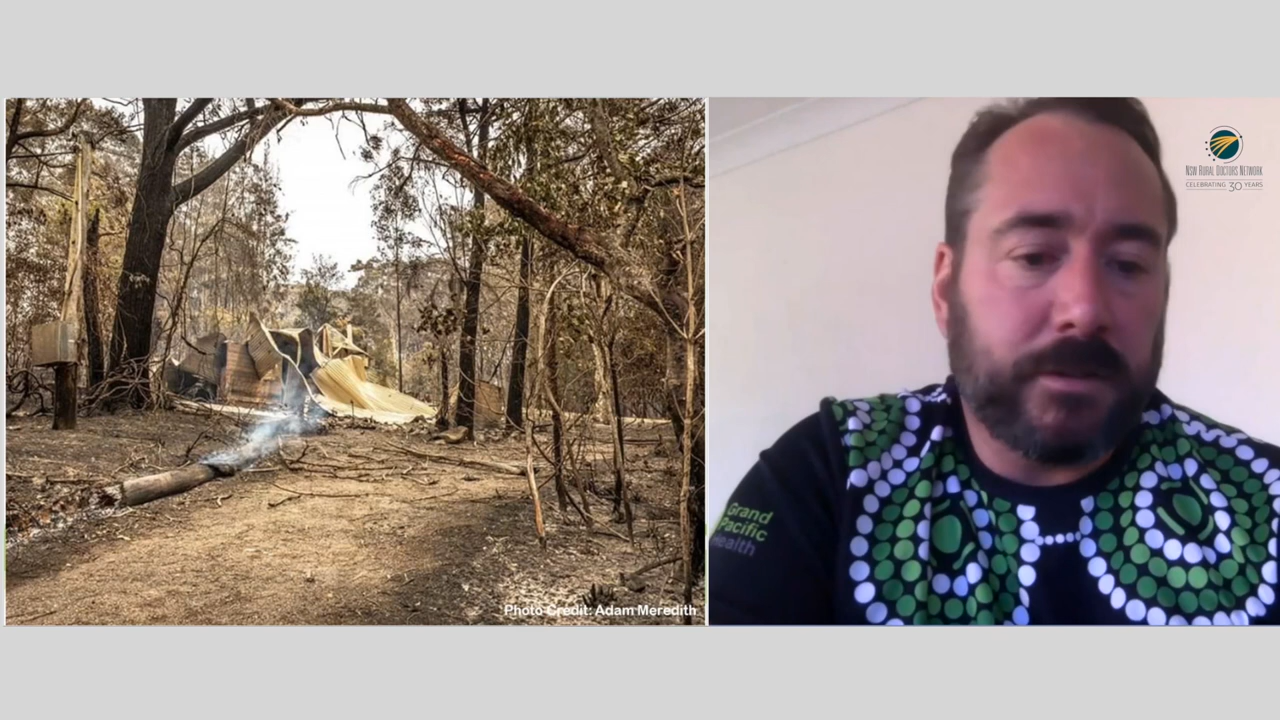 Photo Credit: Adam Meredith
NSW RURAL DOCTORS NETWORK
CELEBRATING 30 YEARS
Grand
Pacific
Health